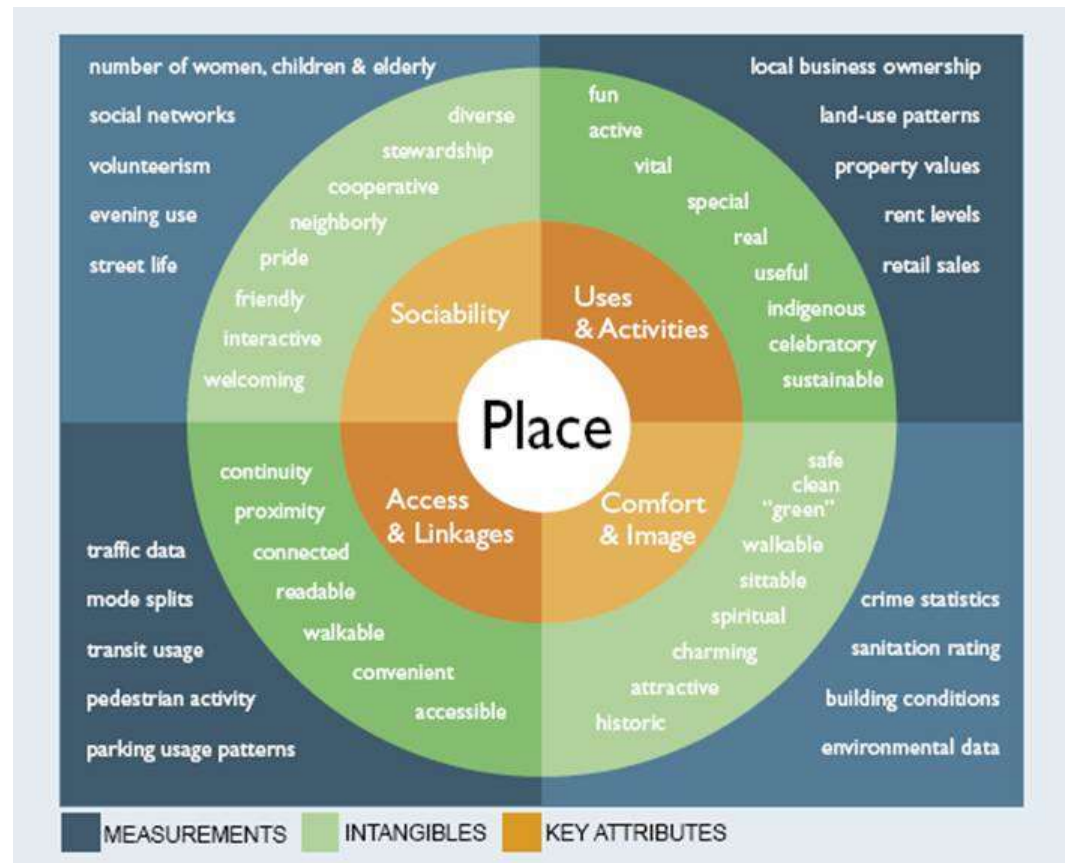 number of women, children & elderly
social networks
volunteerism
evening use
street life
diverse
stewardship
cooperative
neighborly
pride
friendly
interactive
welcoming
Sociability
fun
active
vital
special
real
useful
indigenous
celebratory
sustainable
Uses
& Activities
local business ownership
land-use patterns
property values
rent levels
retail sales
Place
continuity
proximity
connected
readable
walkable
convenient
accessible
Access
& Linkages
traffic data
mode splits
transit usage
pedestrian activity
parking usage patterns
Comfort
& Image
safe
clean
"green"
walkable
sittable
spiritual
charming
attractive
historic
crime statistics
sanitation rating
building conditions
environmental data
MEASUREMENTS
INTANGIBLES
KEY ATTRIBUTES